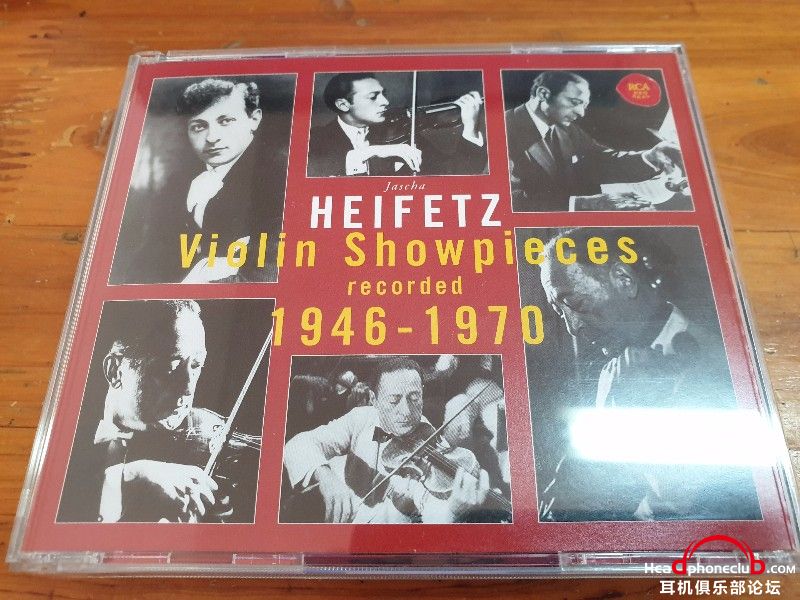 RCA
Jascha
HEIFETZ
Violin Showpieces
recorded
1946-1970
Headphoneclub.com
耳机俱乐部论坛